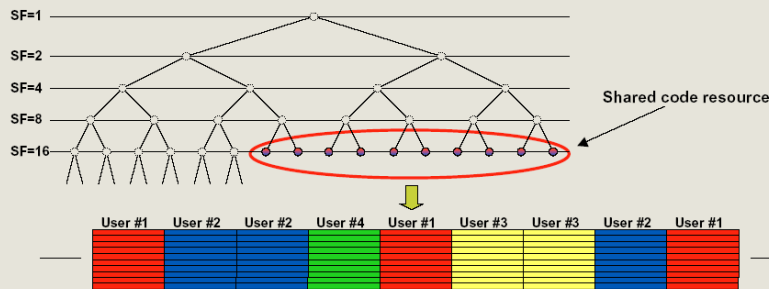 SF=1
SF=2
SF=4
SF=8
Shared code resource
SF=16
User #1 User #2 User #2 User #4 User #1 User #3 User #3 User #2 User #1